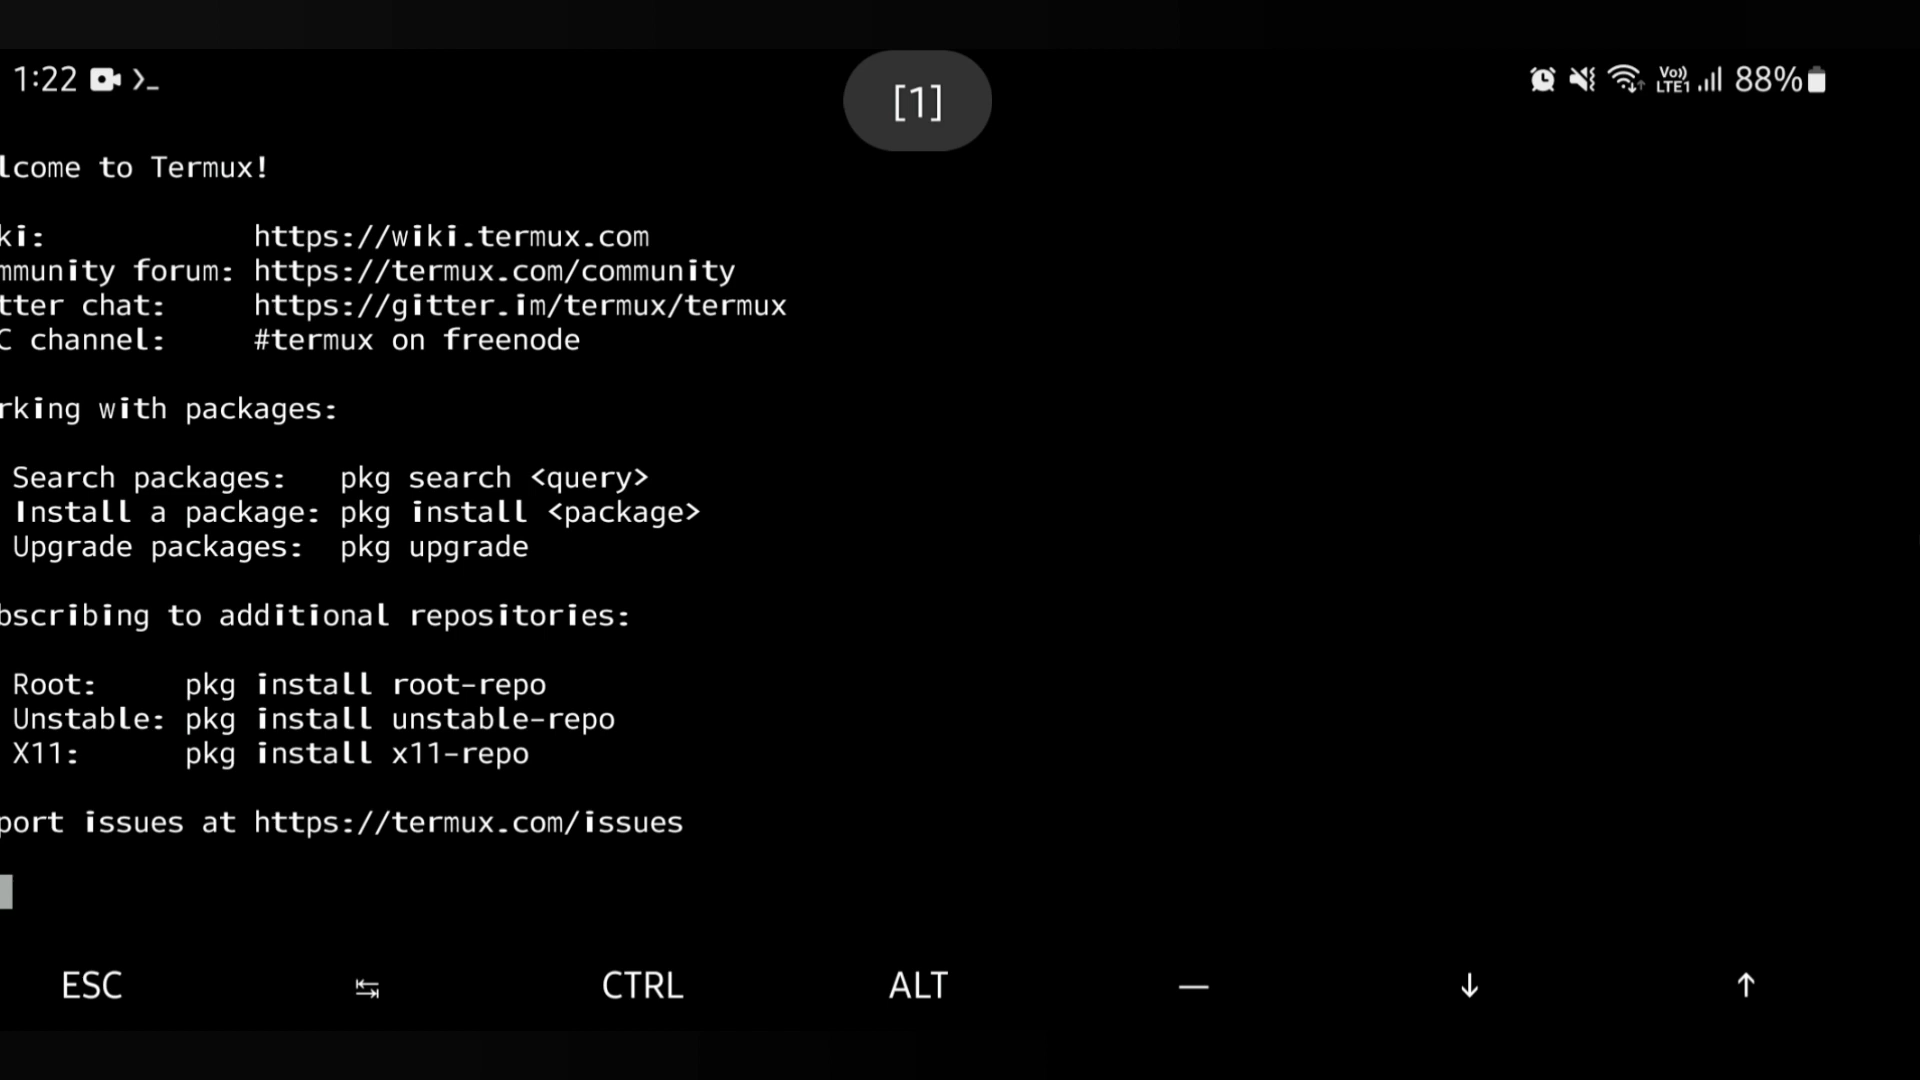 1:22
[1]
Vo)) LTE1 88%
lcome to Termux!
ki: https://wiki.termux.com
mmunity forum: https://termux.com/community
tter chat: https://gitter.im/termux/termux
C channel: #termux on freenode
rking with packages:
Search packages: pkg search <query>
Install a package: pkg install <package>
Upgrade packages: pkg upgrade
bscribing to additional repositories:
Root: pkg install root-repo
Unstable: pkg install unstable-repo
X11: pkg install x11-repo
port issues at https://termux.com/issues
ESC ↹ CTRL ALT — ↓ ↑